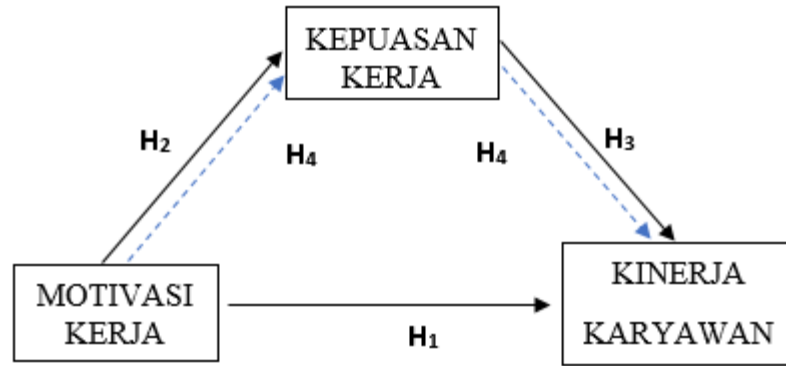 KEPUASAN
KERJA
H₂
H₄
H₄
H₃
MOTIVASI
KERJA
H₁
KINERJA
KARYAWAN